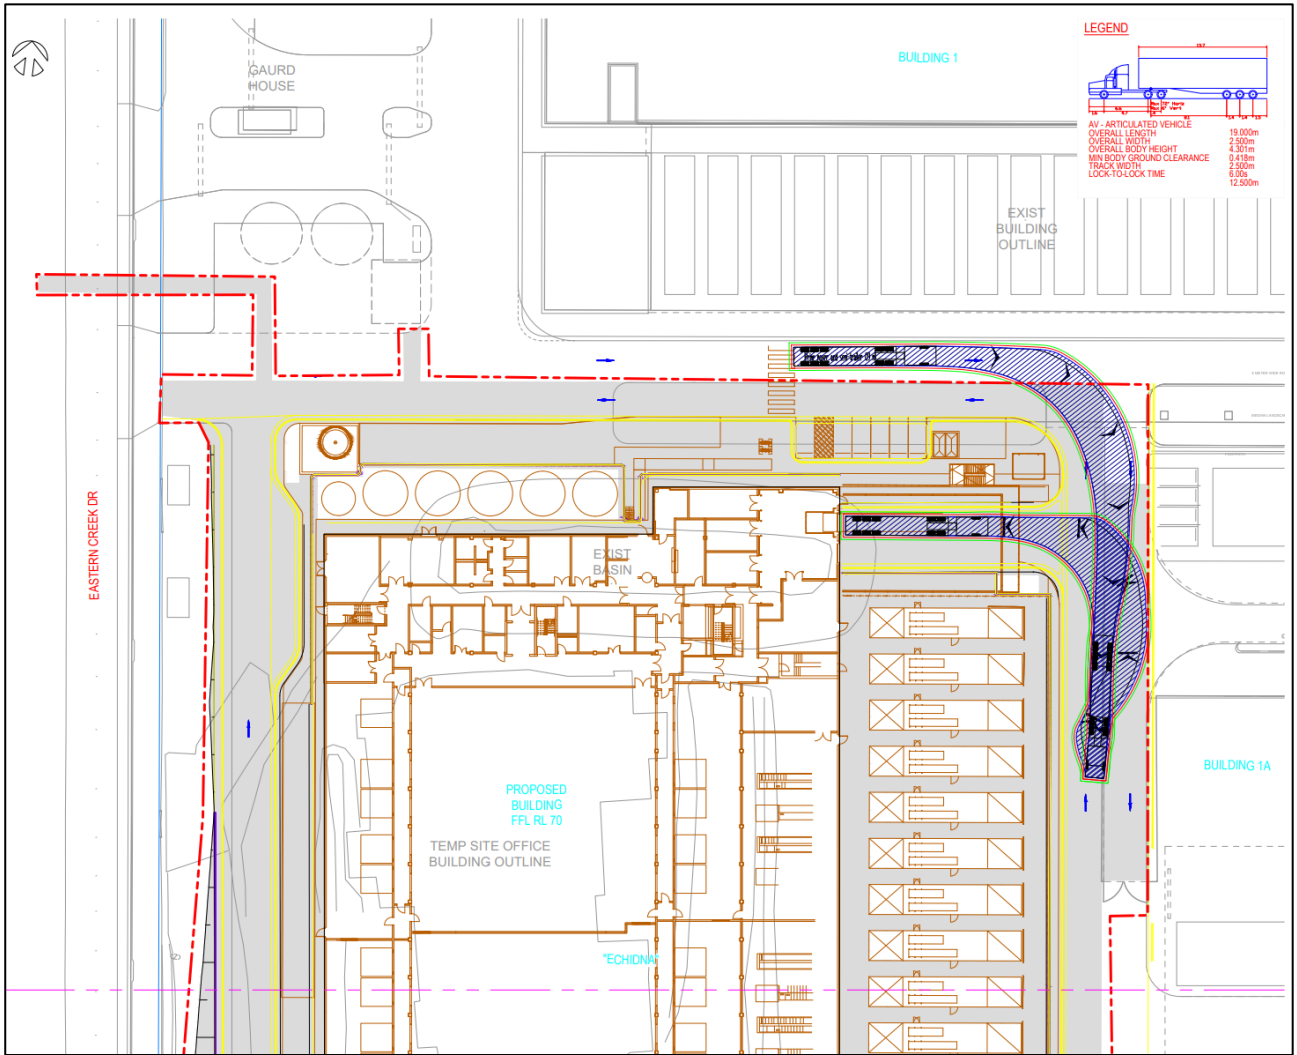 LEGEND
13.7
AV - ARTICULATED VEHICLE
OVERALL LENGTH 19.000m
OVERALL WIDTH 2.500m
OVERALL BODY HEIGHT 4.301m
MIN BODY GROUND CLEARANCE 0.418m
TRACK WIDTH 2.500m
LOCK-TO-LOCK TIME 6.00s
12.500m
BUILDING 1
GAURD
HOUSE
EXIST
BUILDING
OUTLINE
EASTERN CREEK DR
EXIST
BASIN
PROPOSED
BUILDING
FFL RL 70
TEMP SITE OFFICE
BUILDING OUTLINE
"ECHIDNA"
BUILDING 1A